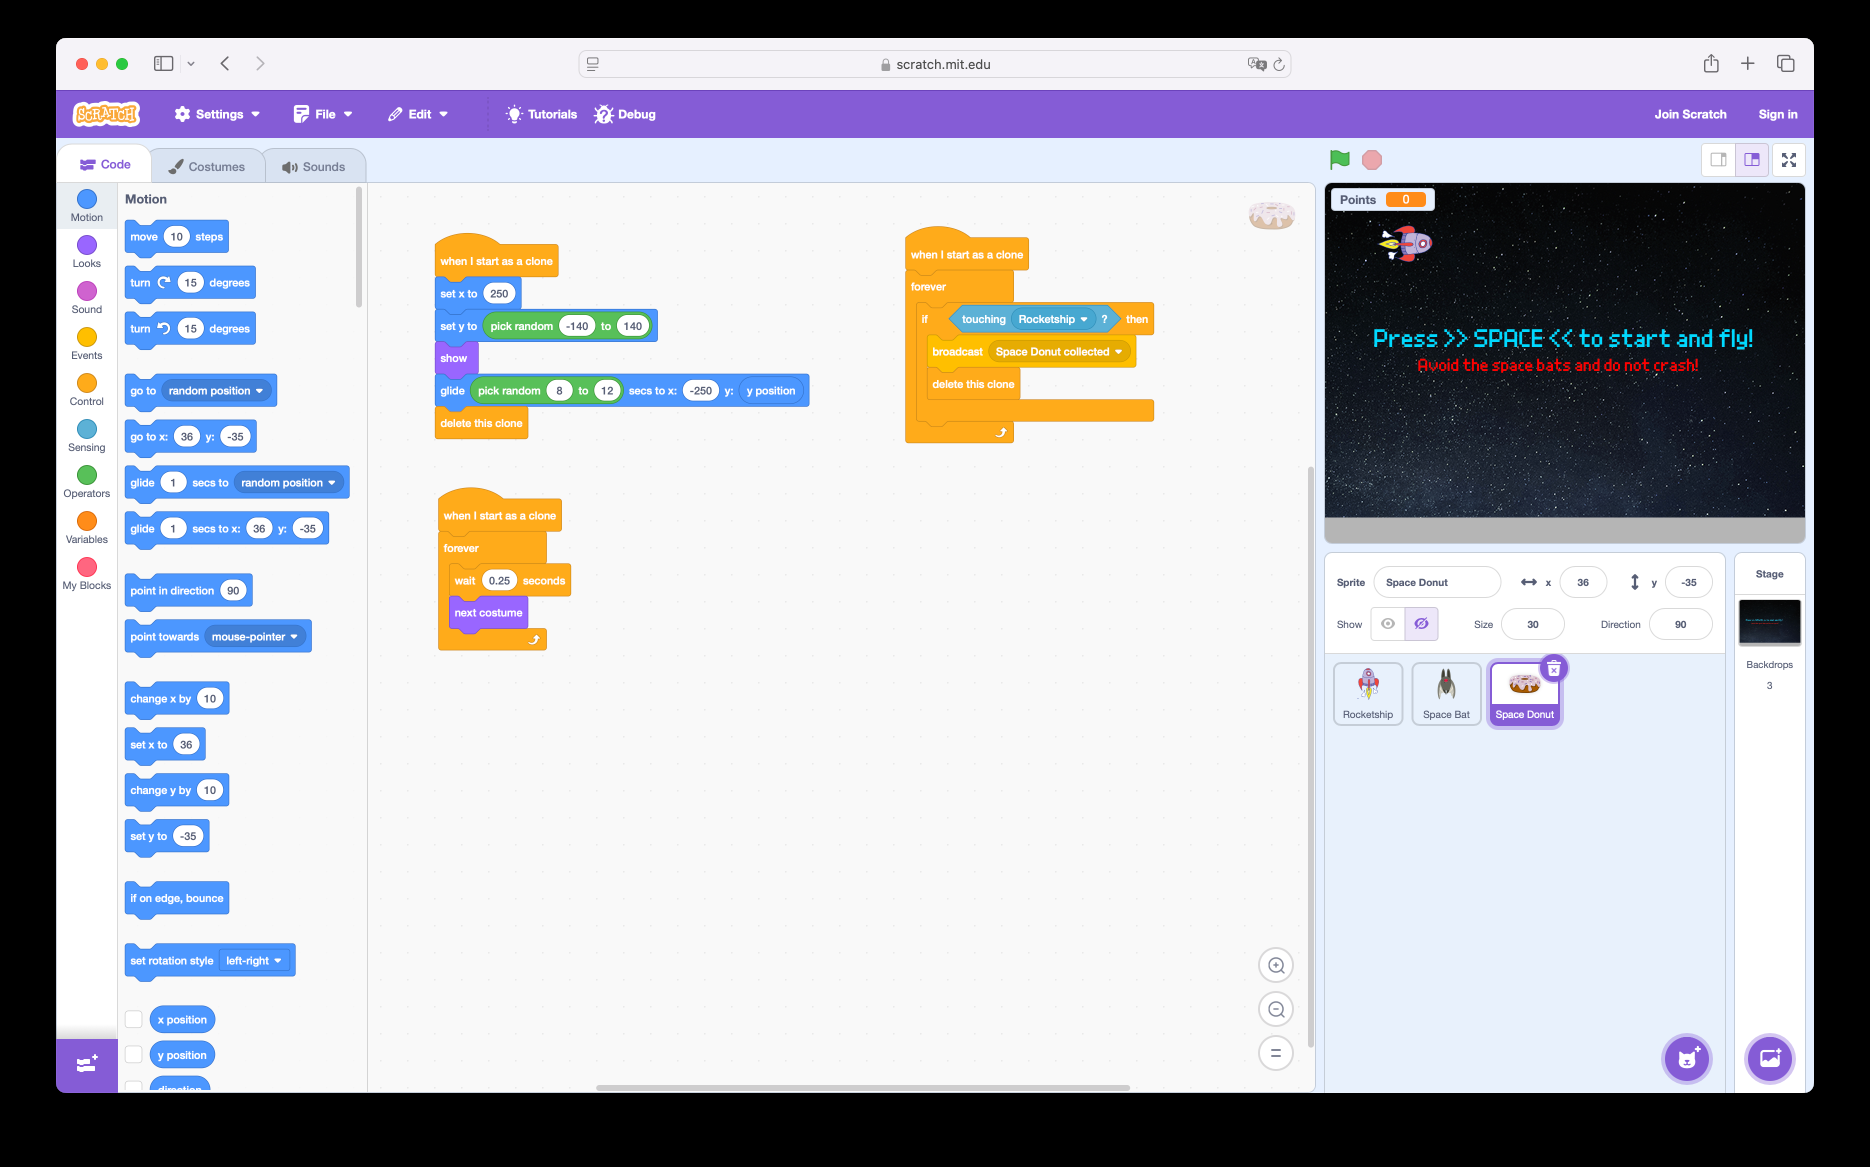 scratch.mit.edu
SCRATCH
Settings
File
Edit
Tutorials
Debug
Join Scratch
Sign in
Code
Costumes
Sounds
Motion
Looks
Sound
Events
Control
Sensing
Operators
Variables
My Blocks
Motion
move 10 steps
turn 15 degrees
turn 15 degrees
go to random position
go to x: 36 y: -35
glide 1 secs to random position
glide 1 secs to x: 36 y: -35
point in direction 90
point towards mouse-pointer
change x by 10
set x to 36
change y by 10
set y to -35
if on edge, bounce
set rotation style left-right
x position
y position
direction
when I start as a clone
set x to 250
set y to pick random -140 to 140
show
glide pick random 8 to 12 secs to x: -250 y: y position
delete this clone
when I start as a clone
forever
wait 0.25 seconds
next costume
when I start as a clone
forever
if touching Rocketship ? then
broadcast Space Donut collected
delete this clone
Points 0
Press >> SPACE << to start and fly!
Avoid the space bats and do not crash!
Sprite Space Donut x 36 y -35
Show Size 30 Direction 90
Rocketship
Space Bat
Space Donut
Stage
Backdrops
3